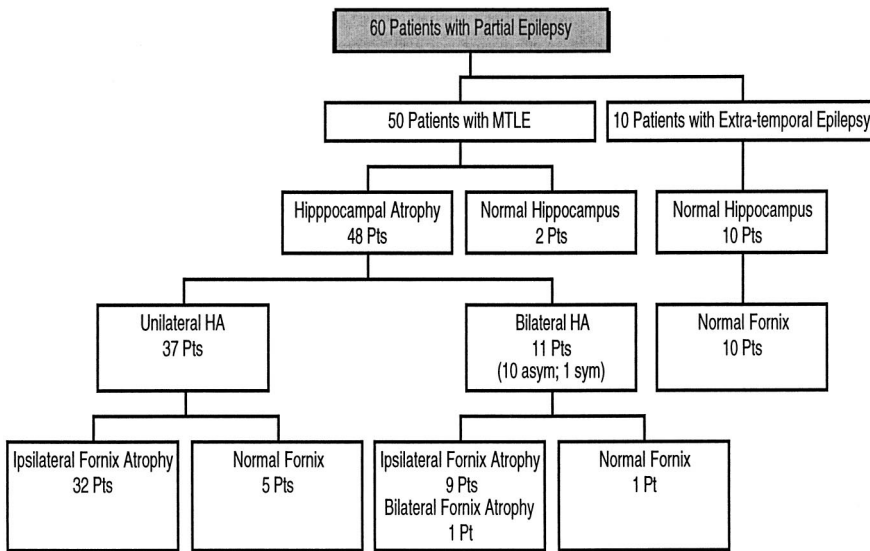 60 Patients with Partial Epilepsy
50 Patients with MTLE
10 Patients with Extra-temporal Epilepsy
Hipppocampal Atrophy
48 Pts
Normal Hippocampus
2 Pts
Normal Hippocampus
10 Pts
Unilateral HA
37 Pts
Bilateral HA
11 Pts
(10 asym; 1 sym)
Normal Fornix
10 Pts
Ipsilateral Fornix Atrophy
32 Pts
Normal Fornix
5 Pts
Ipsilateral Fornix Atrophy
9 Pts
Bilateral Fornix Atrophy
1 Pt
Normal Fornix
1 Pt